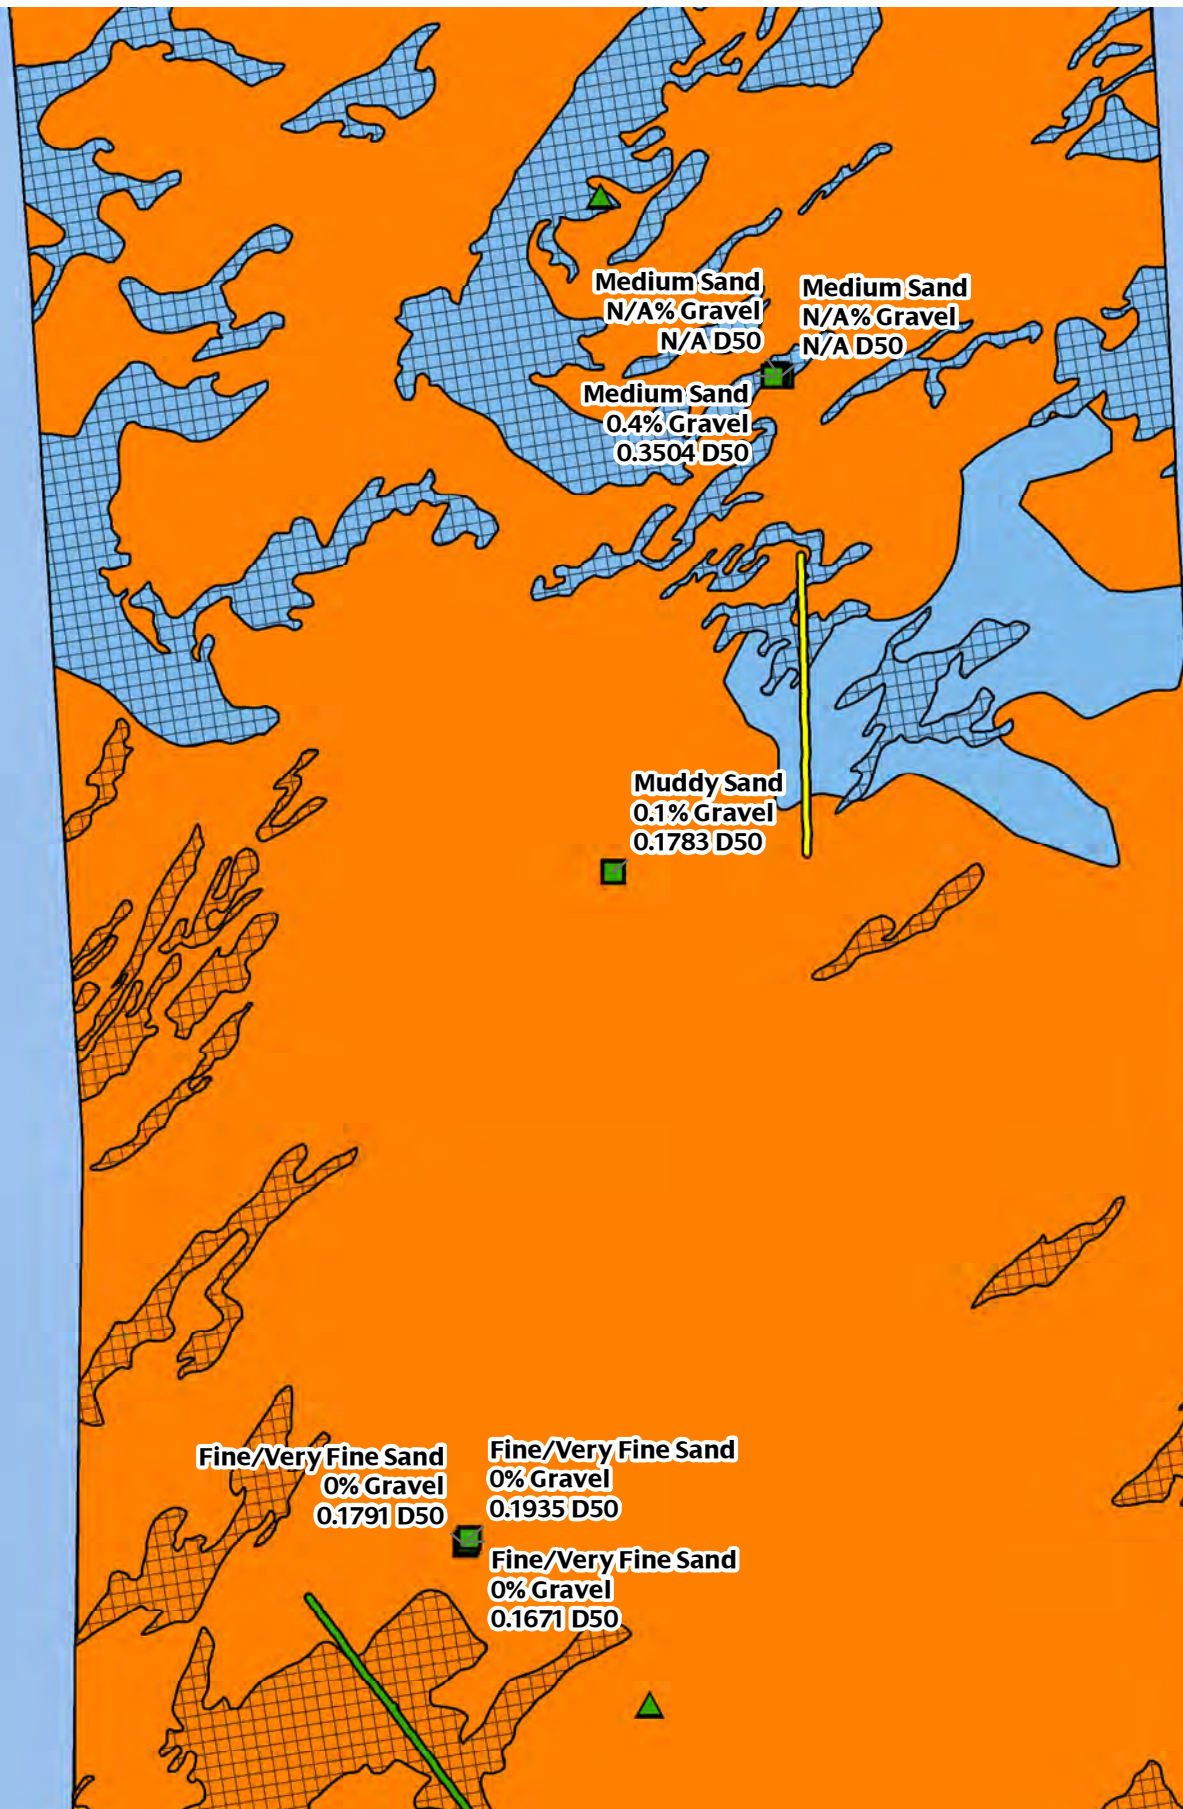 Medium Sand
N/A% Gravel
N/A D50
Medium Sand
N/A% Gravel
N/A D50
Medium Sand
0.4% Gravel
0.3504 D50
Muddy Sand
0.1% Gravel
0.1783 D50
Fine/Very Fine Sand
0% Gravel
0.1791 D50
Fine/Very Fine Sand
0% Gravel
0.1935 D50
Fine/Very Fine Sand
0% Gravel
0.1671 D50